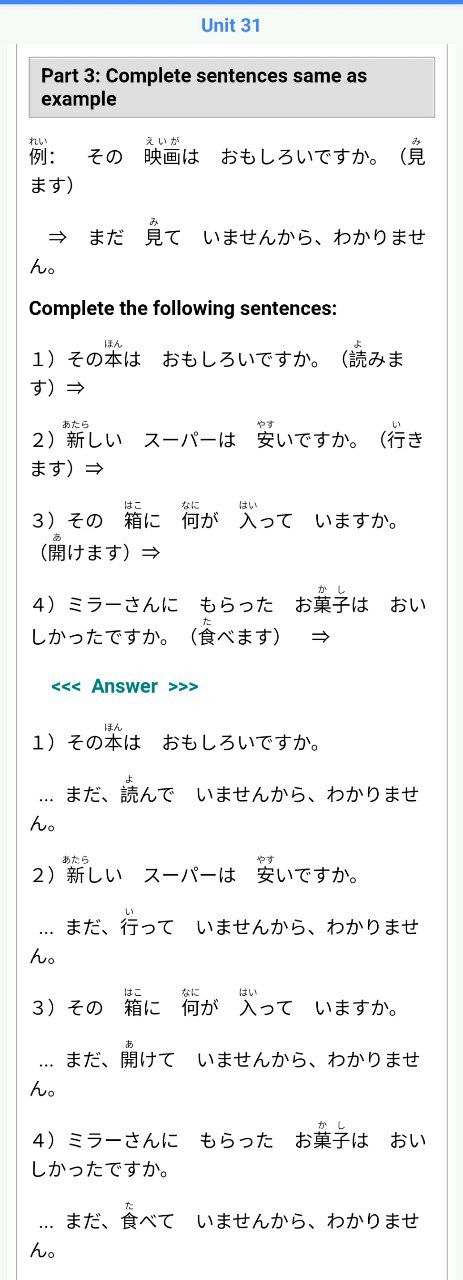 Unit 31
Part 3: Complete sentences same as
example
例：　その　映画は　おもしろいですか。（見
ます）
⇒　まだ　見て　いませんから、わかりませ
ん。
Complete the following sentences:
１）その本は　おもしろいですか。（読みま
す）⇒
２）新しい　スーパーは　安いですか。（行き
ます）⇒
３）その　箱に　何が　入って　いますか。
（開けます）⇒
４）ミラーさんに　もらった　お菓子は　おい
しかったですか。（食べます）　⇒
<<< Answer >>>
１）その本は　おもしろいですか。
… まだ、読んで　いませんから、わかりませ
ん。
２）新しい　スーパーは　安いですか。
… まだ、行って　いませんから、わかりませ
ん。
３）その　箱に　何が　入って　いますか。
… まだ、開けて　いませんから、わかりませ
ん。
４）ミラーさんに　もらった　お菓子は　おい
しかったですか。
… まだ、食べて　いませんから、わかりませ
ん。